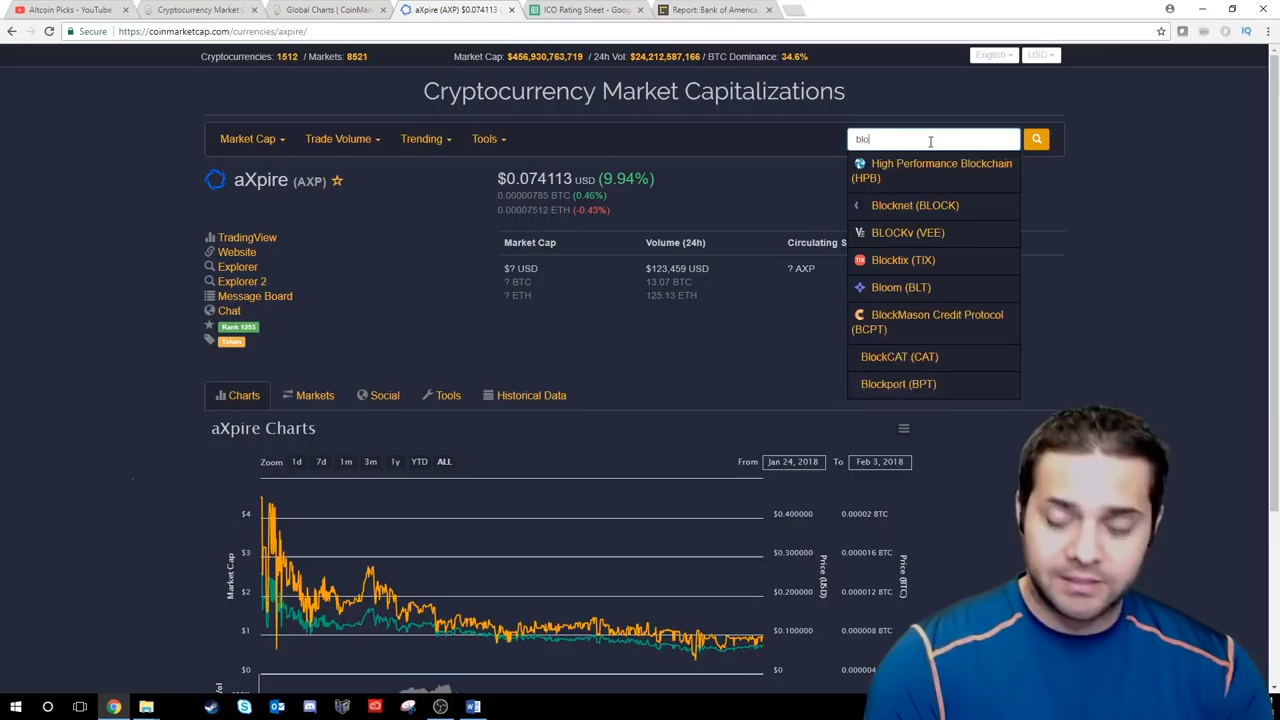 Altcoin Picks - YouTube
Cryptocurrency Market C
Global Charts | CoinMark
aXpire (AXP) $0.074113
ICO Rating Sheet - Goog
Report: Bank of America
Secure
https://coinmarketcap.com/currencies/axpire/
Cryptocurrencies: 1512 / Markets: 8521
Market Cap: $456,930,763,719 / 24h Vol: $24,212,587,166 / BTC Dominance: 34.6%
English
USD
Cryptocurrency Market Capitalizations
Market Cap
Trade Volume
Trending
Tools
blo
High Performance Blockchain
(HPB)
Blocknet (BLOCK)
BLOCKv (VEE)
Blocktix (TIX)
Bloom (BLT)
BlockMason Credit Protocol
(BCPT)
BlockCAT (CAT)
Blockport (BPT)
aXpire (AXP)
$0.074113 USD (9.94%)
0.00000785 BTC (0.46%)
0.00007512 ETH (-0.43%)
TradingView
Website
Explorer
Explorer 2
Message Board
Chat
Rank 1253
Token
Market Cap
Volume (24h)
Circulating S
$? USD
$123,459 USD
? AXP
? BTC
13.07 BTC
? ETH
125.13 ETH
Charts
Markets
Social
Tools
Historical Data
aXpire Charts
Zoom
1d
7d
1m
3m
1y
YTD
ALL
From
Jan 24, 2018
To
Feb 3, 2018
$4
$3
$2
$1
$0
Market Cap
$0.400000
$0.300000
$0.200000
$0.100000
$0
Price (USD)
0.00002 BTC
0.000016 BTC
0.000012 BTC
0.000008 BTC
0.000004
Price (BTC)
Vol